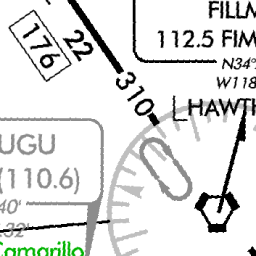 FILLM
112.5 FIM
N34°
W118
HAWTH
22
176
310
UGU
(110.6)
40'
.32'
Camarillo